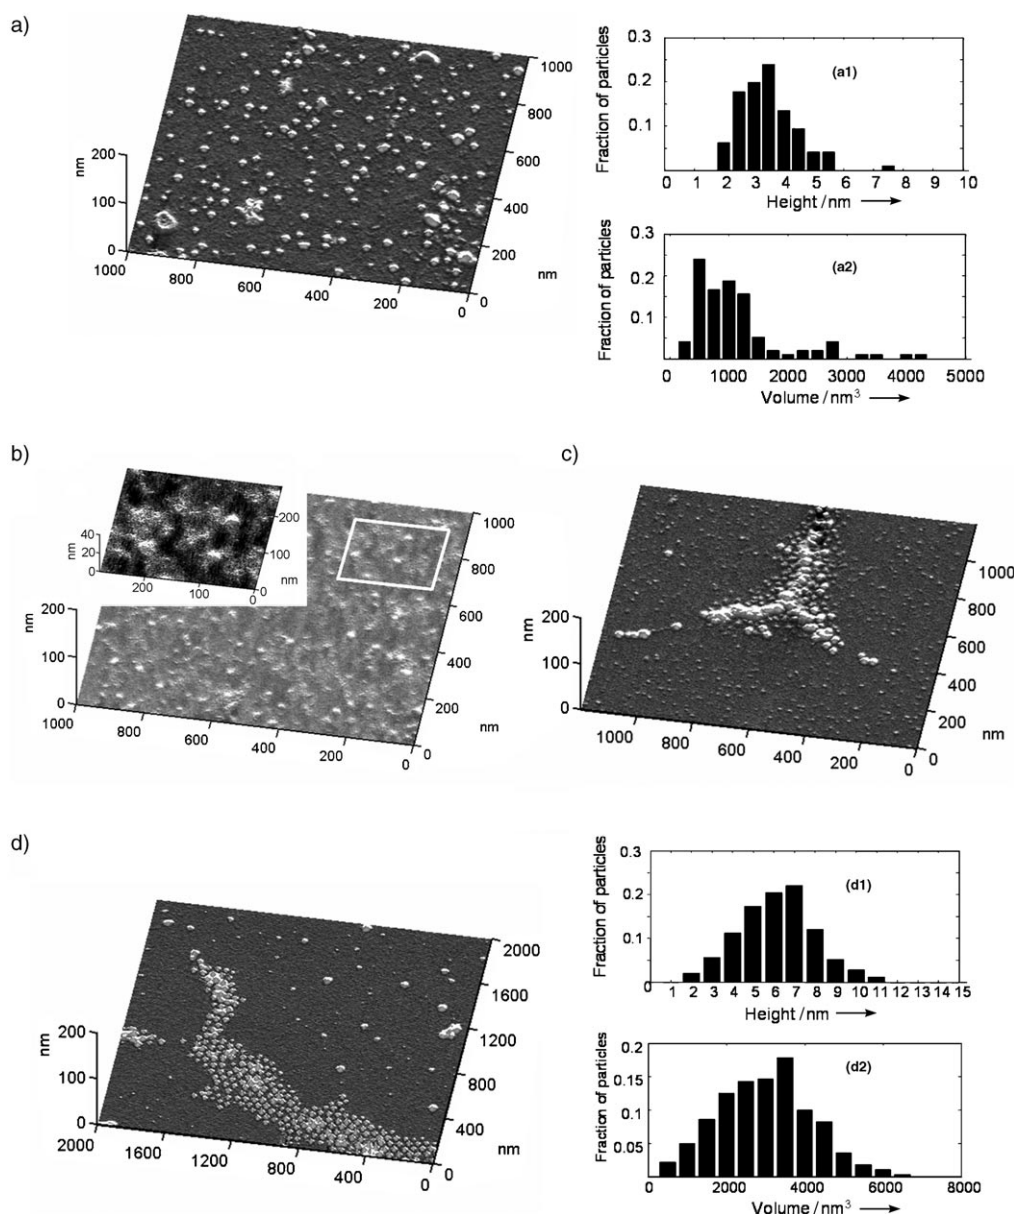 a)
200
100
0
nm
1000
800
600
400
200
0
0
200
400
600
800
1000
nm
Fraction of particles
0.3
0.2
0.1
(a1)
0 1 2 3 4 5 6 7 8 9 10
Height / nm →
Fraction of particles
0.3
0.2
0.1
(a2)
0 1000 2000 3000 4000 5000
Volume / nm³ →
b)
40
20
0
nm
200
100
0
0
100
200
nm
200
100
0
nm
1000
800
600
400
200
0
0
200
400
600
800
1000
nm
c)
200
100
0
nm
1000
800
600
400
200
0
0
200
400
600
800
1000
nm
d)
200
100
0
nm
2000
1600
1200
800
400
0
0
400
800
1200
1600
2000
nm
Fraction of particles
0.3
0.2
0.1
(d1)
0 1 2 3 4 5 6 7 8 9 10 11 12 13 14 15
Height / nm →
Fraction of particles
0.2
0.15
0.1
0.05
(d2)
0 2000 4000 6000 8000
Volume / nm³ →